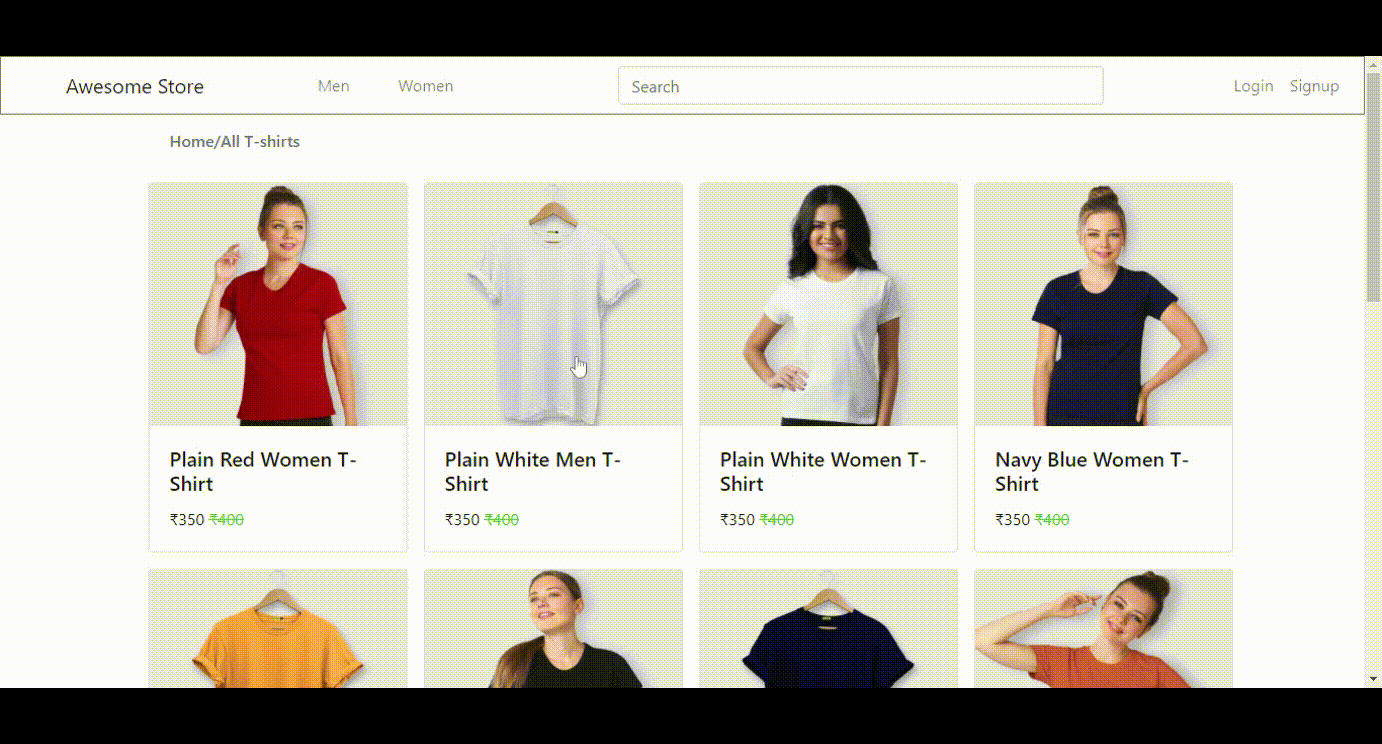 Awesome Store Men Women Search Login Signup
Home/All T-shirts
Plain Red Women T-
Shirt
₹350 ₹400
Plain White Men T-
Shirt
₹350 ₹400
Plain White Women T-
Shirt
₹350 ₹400
Navy Blue Women T-
Shirt
₹350 ₹400